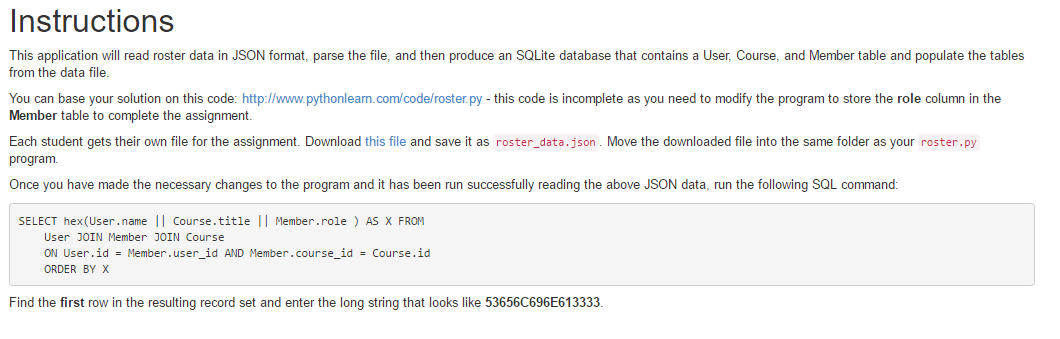 Instructions
This application will read roster data in JSON format, parse the file, and then produce an SQLite database that contains a User, Course, and Member table and populate the tables
from the data file.
You can base your solution on this code: http://www.pythonlearn.com/code/roster.py - this code is incomplete as you need to modify the program to store the role column in the
Member table to complete the assignment.
Each student gets their own file for the assignment. Download this file and save it as roster_data.json . Move the downloaded file into the same folder as your roster.py
program.
Once you have made the necessary changes to the program and it has been run successfully reading the above JSON data, run the following SQL command:
SELECT hex(User.name || Course.title || Member.role ) AS X FROM
    User JOIN Member JOIN Course
    ON User.id = Member.user_id AND Member.course_id = Course.id
    ORDER BY X
Find the first row in the resulting record set and enter the long string that looks like 53656C696E613333.